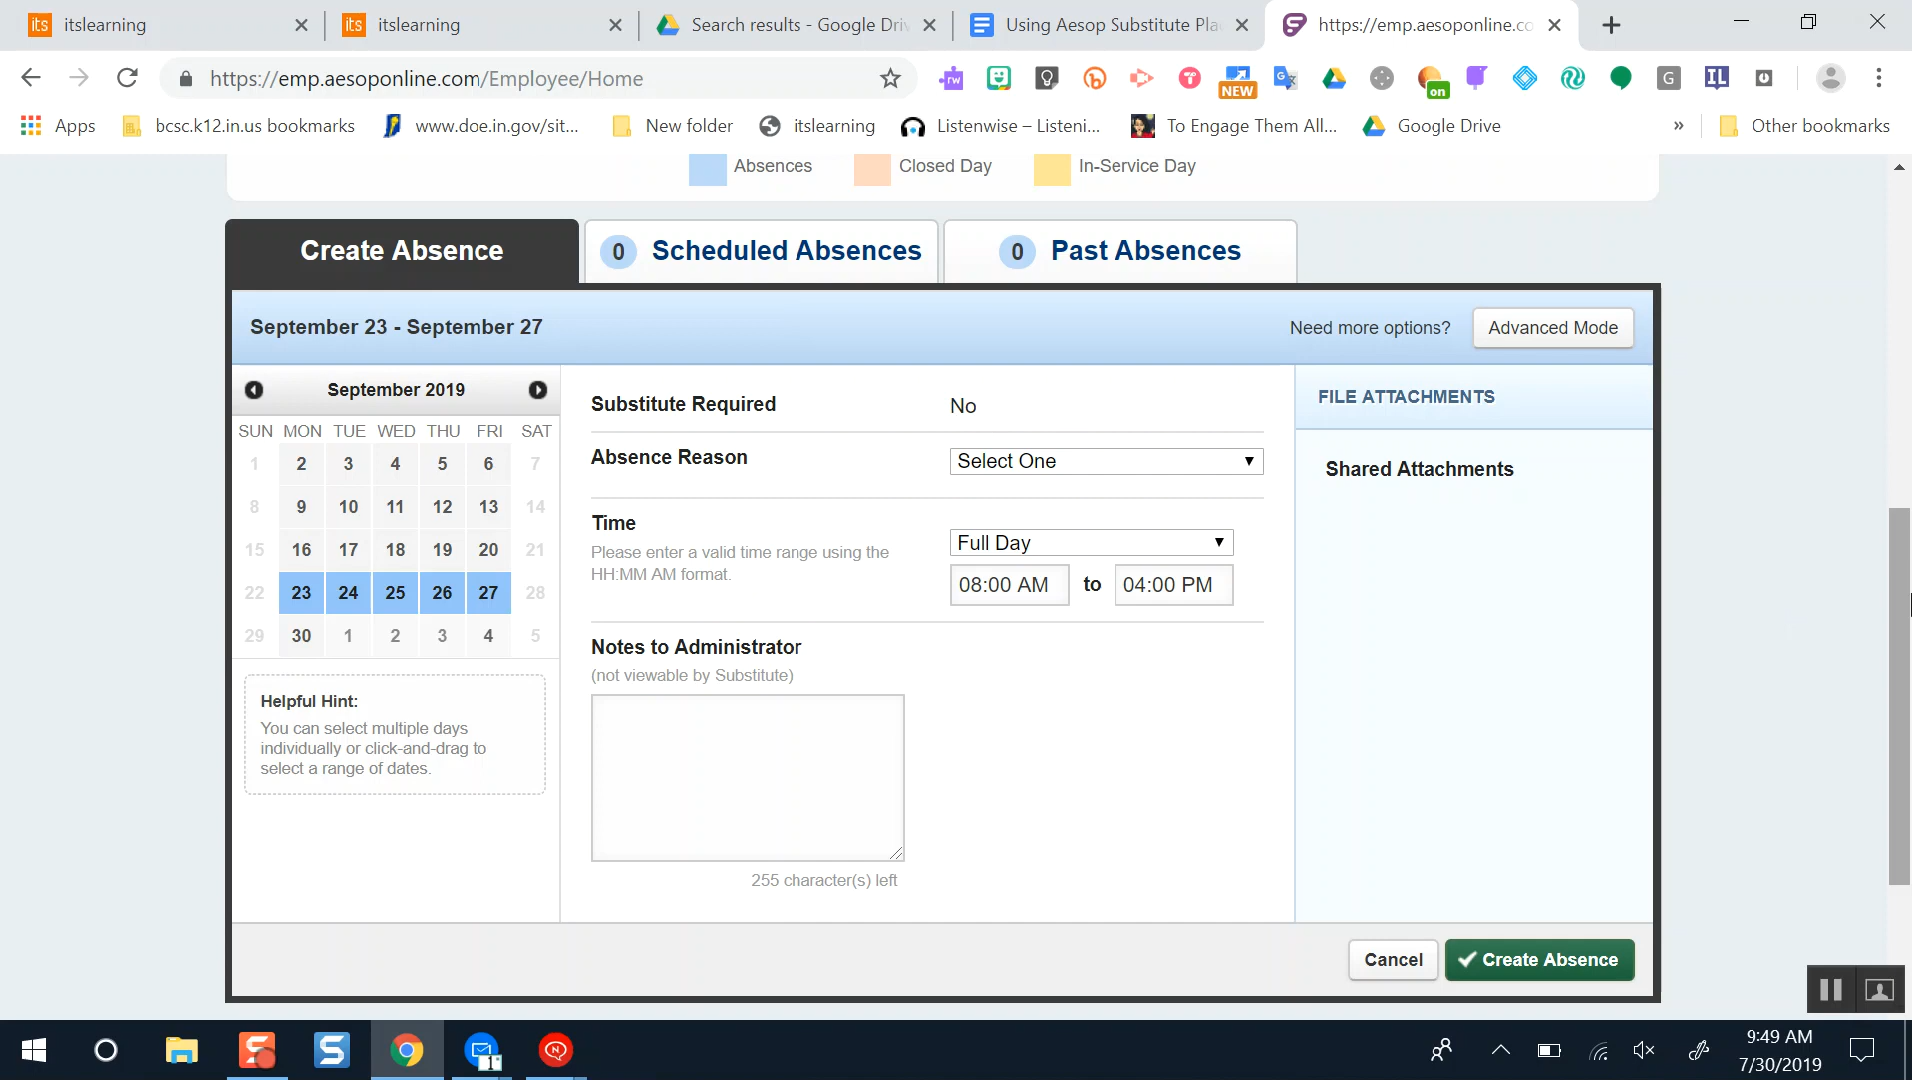 itslearning
itslearning
Search results - Google Dri
Using Aesop Substitute Pla
https://emp.aesoponline.co
https://emp.aesoponline.com/Employee/Home
NEW
on
G
IL
Apps
bcsc.k12.in.us bookmarks
www.doe.in.gov/sit...
New folder
itslearning
Listenwise – Listeni...
To Engage Them All...
Google Drive
»
Other bookmarks
Absences
Closed Day
In-Service Day
Create Absence
0 Scheduled Absences
0 Past Absences
September 23 - September 27
Need more options?
Advanced Mode
September 2019
SUN MON TUE WED THU FRI SAT
1 2 3 4 5 6 7
8 9 10 11 12 13 14
15 16 17 18 19 20 21
22 23 24 25 26 27 28
29 30 1 2 3 4 5
Helpful Hint:
You can select multiple days
individually or click-and-drag to
select a range of dates.
Substitute Required
No
Absence Reason
Select One
Time
Please enter a valid time range using the
HH:MM AM format.
Full Day
08:00 AM to 04:00 PM
Notes to Administrator
(not viewable by Substitute)
255 character(s) left
FILE ATTACHMENTS
Shared Attachments
Cancel
Create Absence
9:49 AM
7/30/2019